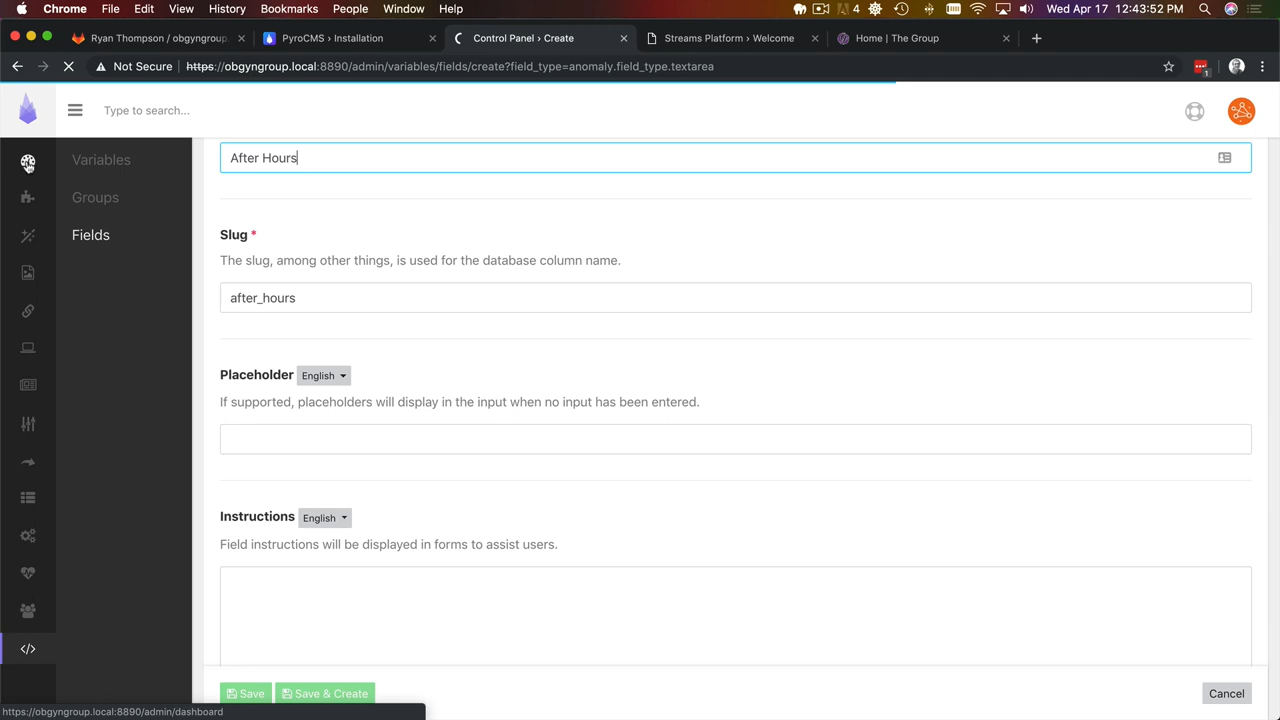 Chrome File Edit View History Bookmarks People Window Help
4
Wed Apr 17 12:43:52 PM
Ryan Thompson / obgyngroup.
PyroCMS › Installation
Control Panel › Create
Streams Platform › Welcome
Home | The Group
Not Secure
https://obgyngroup.local:8890/admin/variables/fields/create?field_type=anomaly.field_type.textarea
1
Type to search...
Variables
Groups
Fields
After Hours
Slug *
The slug, among other things, is used for the database column name.
after_hours
Placeholder English
If supported, placeholders will display in the input when no input has been entered.
Instructions English
Field instructions will be displayed in forms to assist users.
Save
Save & Create
Cancel
https://obgyngroup.local:8890/admin/dashboard